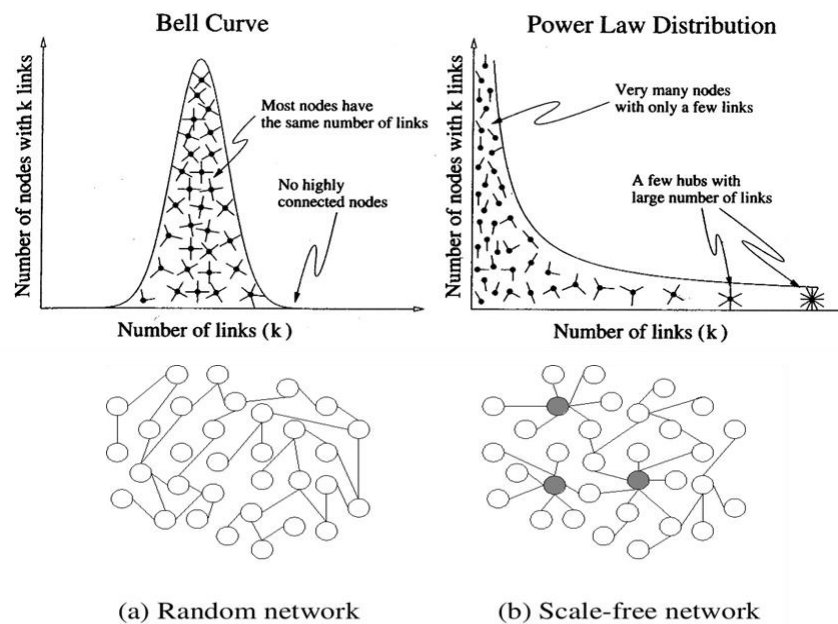 Bell Curve
Number of nodes with k links
Most nodes have
the same number of links
No highly
connected nodes
Number of links (k)
Power Law Distribution
Number of nodes with k links
Very many nodes
with only a few links
A few hubs with
large number of links
Number of links (k)
(a) Random network
(b) Scale-free network